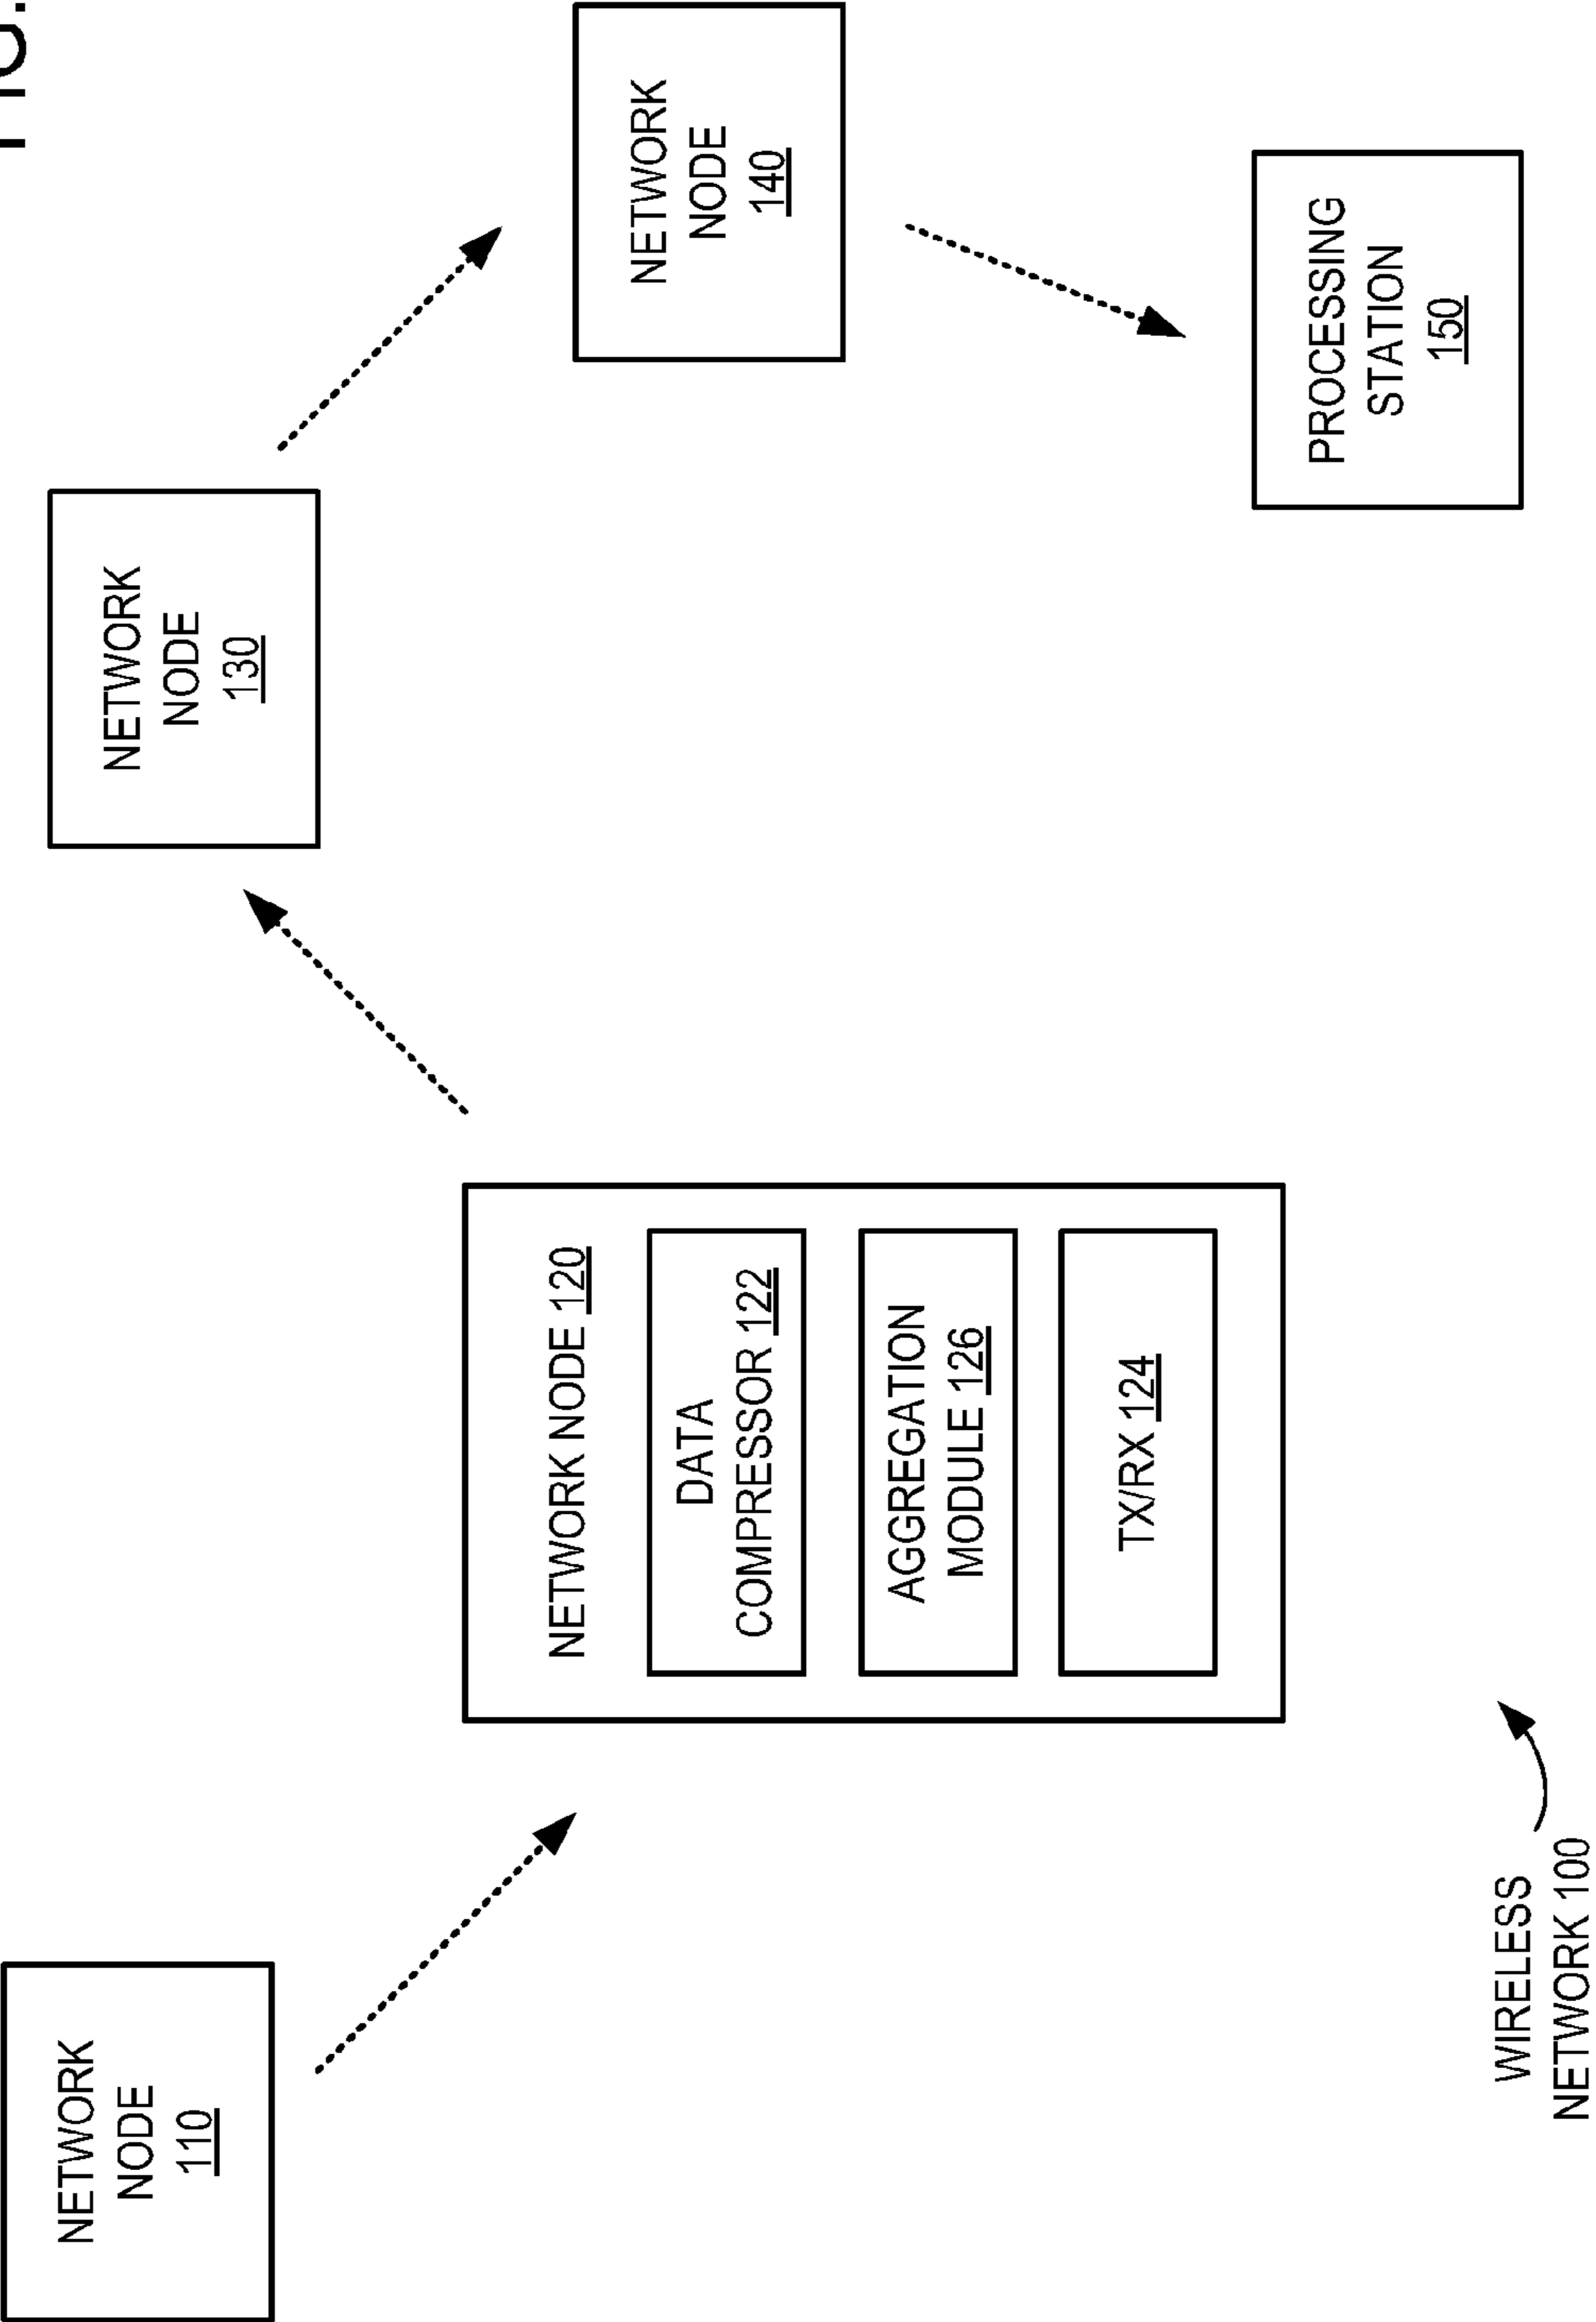 NETWORK
NODE
110
NETWORK
NODE
130
NETWORK NODE 120
DATA
COMPRESSOR 122
AGGREGATION
MODULE 126
TX/RX 124
NETWORK
NODE
140
PROCESSING
STATION
150
WIRELESS
NETWORK 100